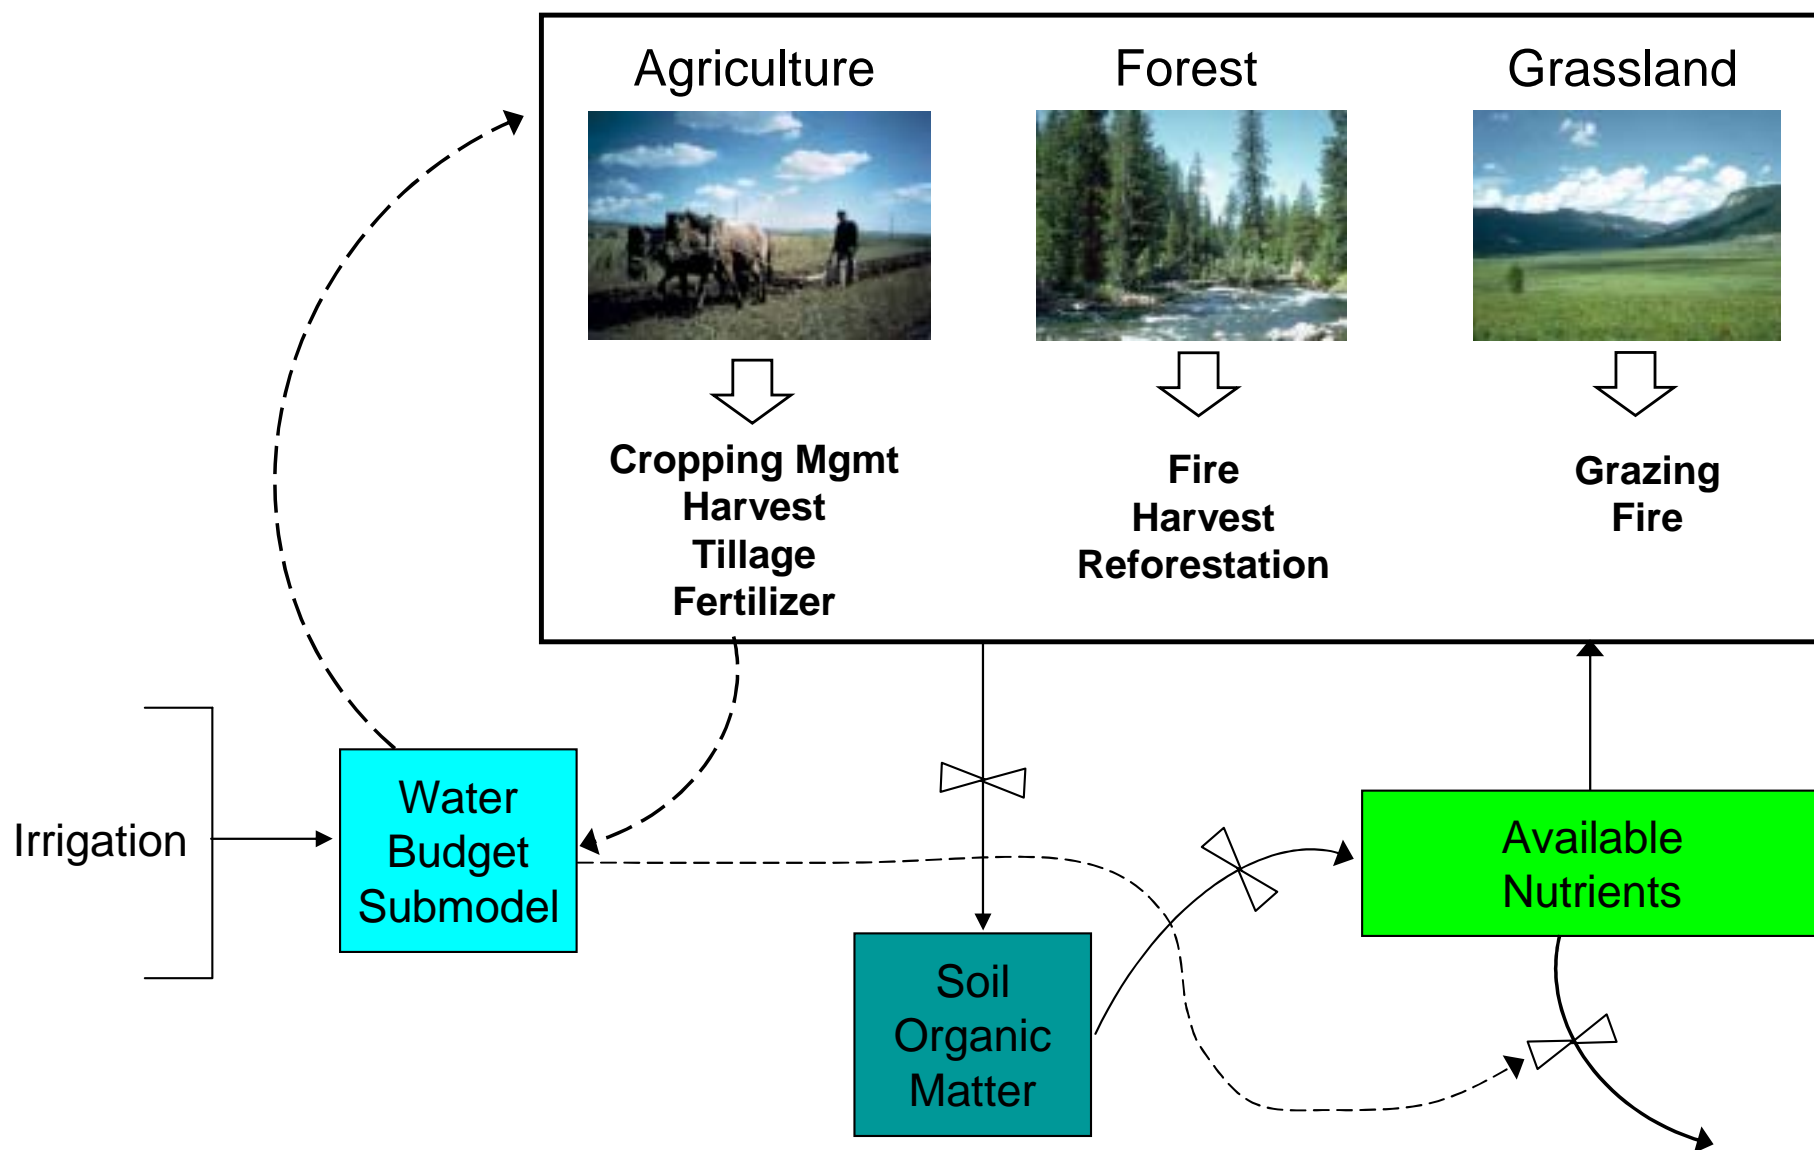 Agriculture
Forest
Grassland
Cropping Mgmt
Harvest
Tillage
Fertilizer
Fire
Harvest
Reforestation
Grazing
Fire
Irrigation
Water
Budget
Submodel
Soil
Organic
Matter
Available
Nutrients